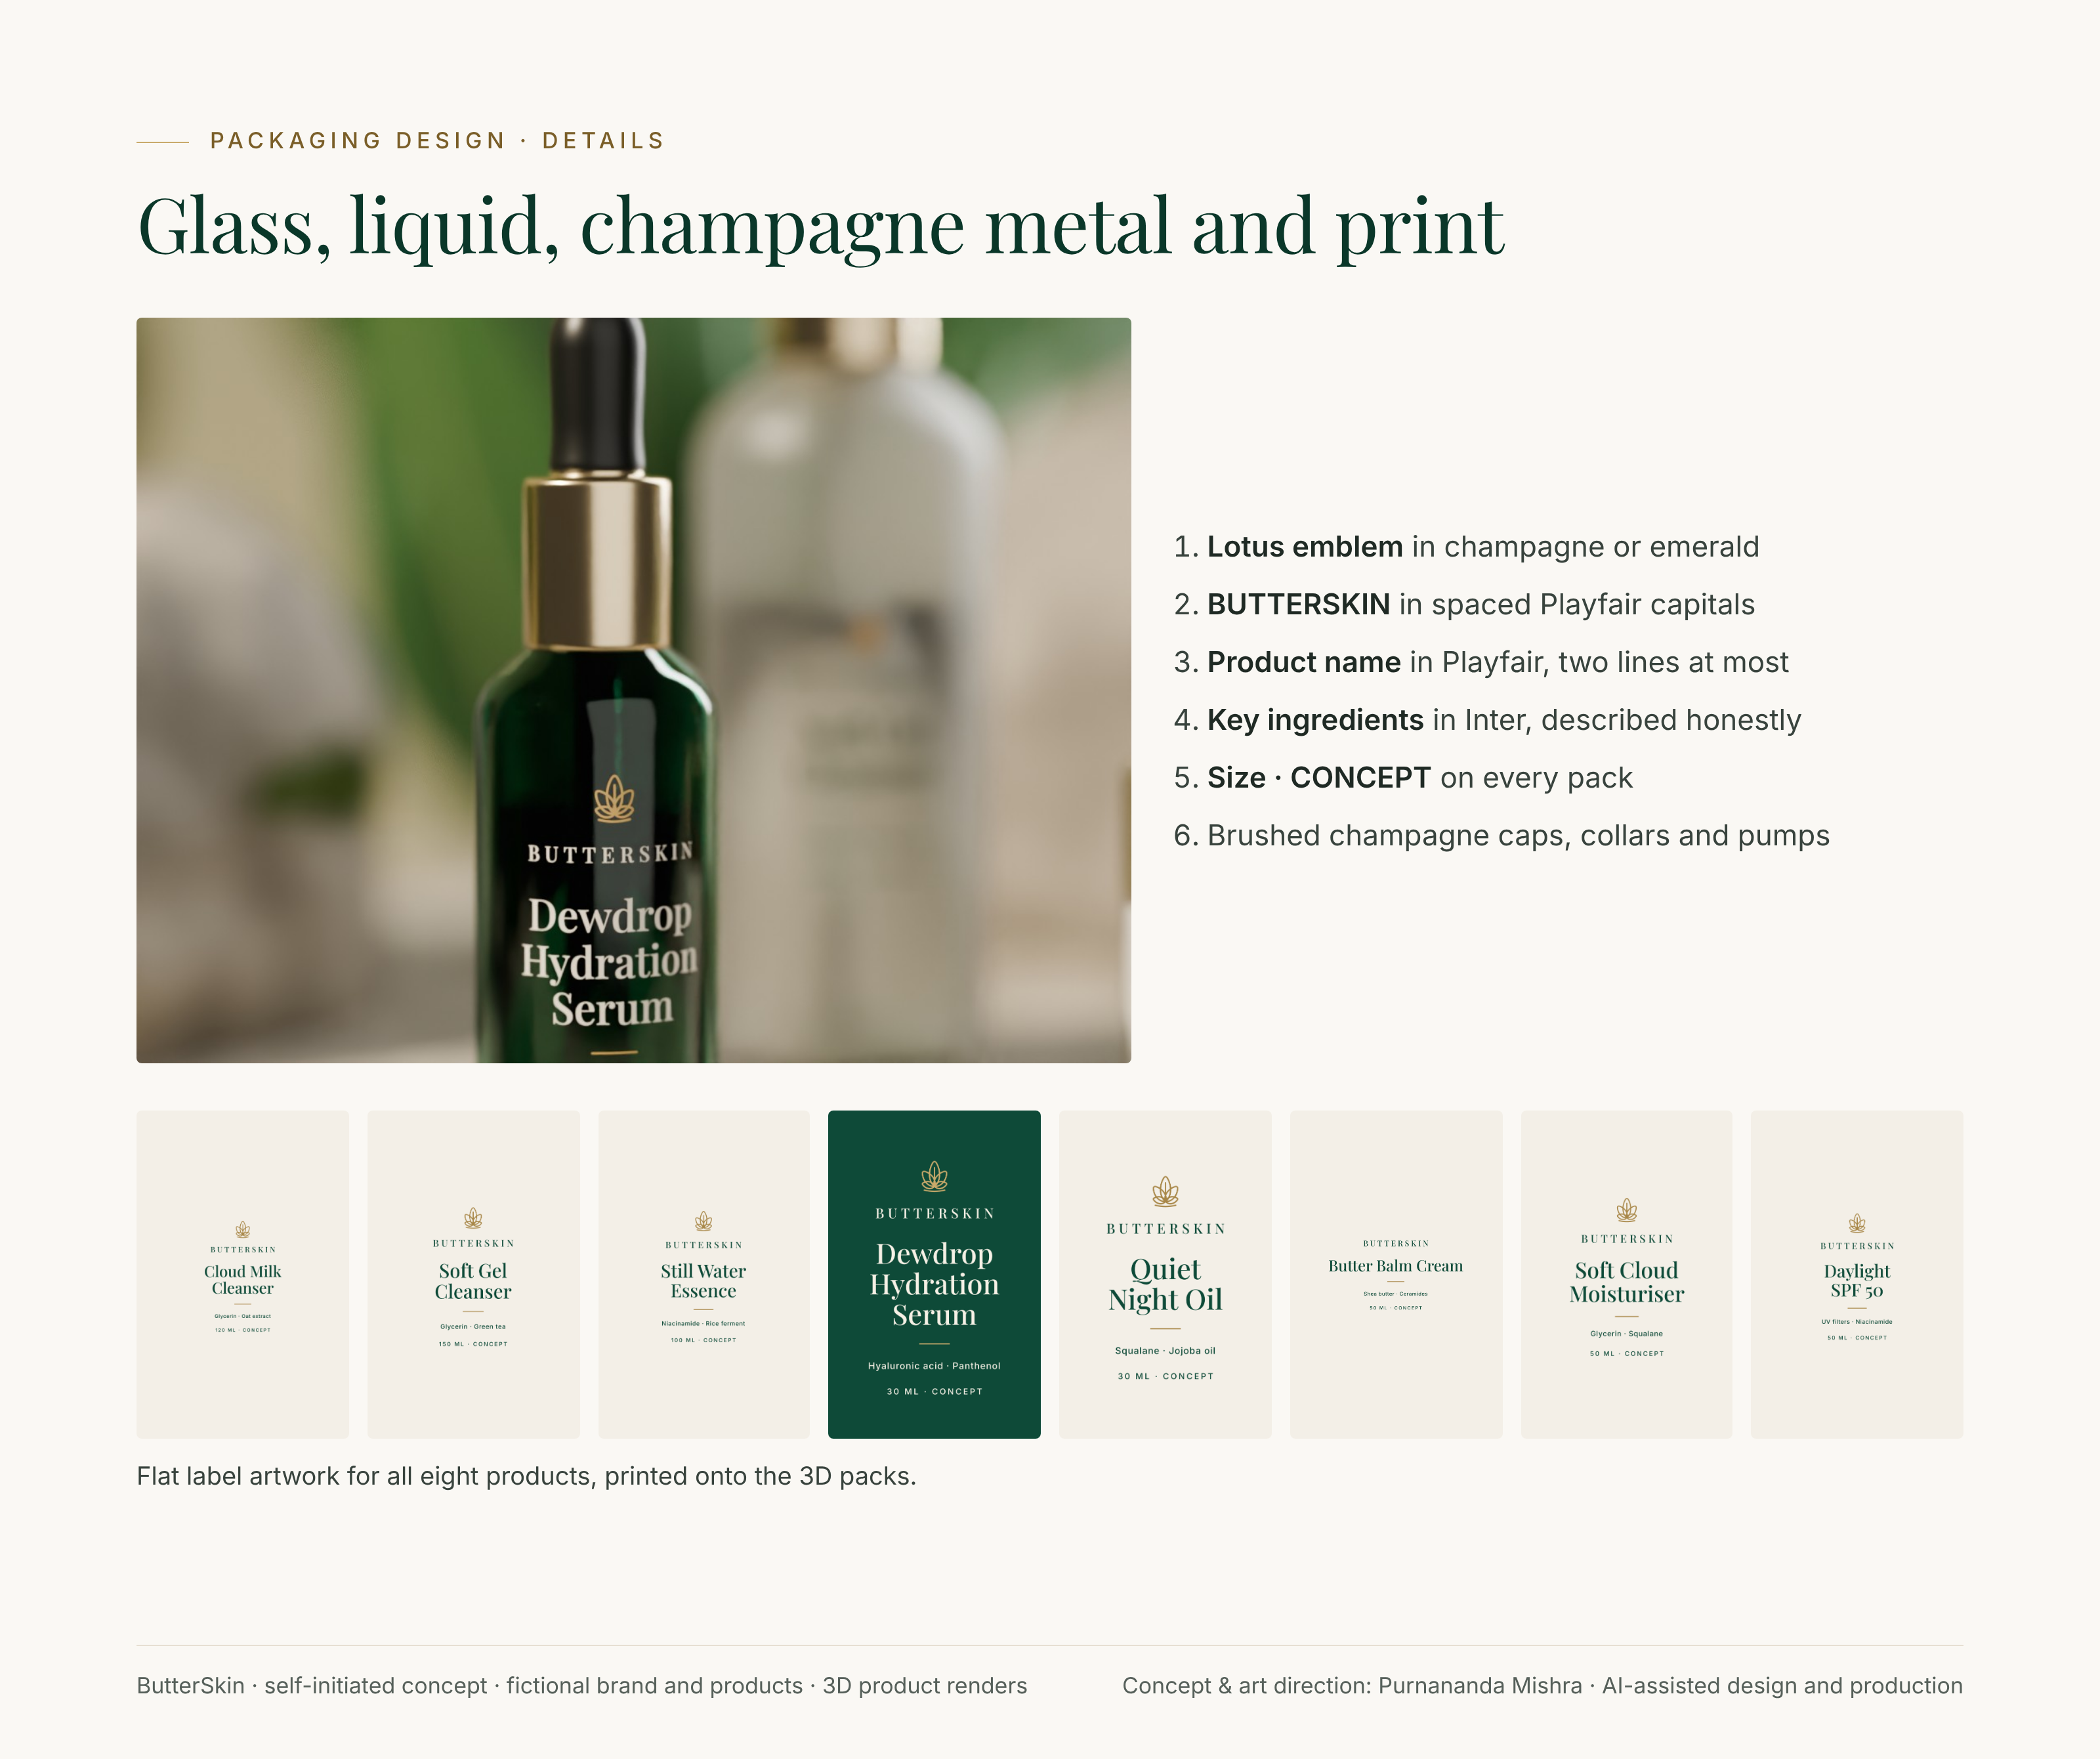 PACKAGING DESIGN · DETAILS
Glass, liquid, champagne metal and print
BUTTERSKIN
Dewdrop
Hydration
Serum
1. Lotus emblem in champagne or emerald
2. BUTTERSKIN in spaced Playfair capitals
3. Product name in Playfair, two lines at most
4. Key ingredients in Inter, described honestly
5. Size · CONCEPT on every pack
6. Brushed champagne caps, collars and pumps
BUTTERSKIN
Cloud Milk
Cleanser
Glycerin · Oat extract
120 ML · CONCEPT
BUTTERSKIN
Soft Gel
Cleanser
Glycerin · Green tea
150 ML · CONCEPT
BUTTERSKIN
Still Water
Essence
Niacinamide · Rice ferment
100 ML · CONCEPT
BUTTERSKIN
Dewdrop
Hydration
Serum
Hyaluronic acid · Panthenol
30 ML · CONCEPT
BUTTERSKIN
Quiet
Night Oil
Squalane · Jojoba oil
30 ML · CONCEPT
BUTTERSKIN
Butter Balm Cream
Shea butter · Ceramides
50 ML · CONCEPT
BUTTERSKIN
Soft Cloud
Moisturiser
Glycerin · Squalane
50 ML · CONCEPT
BUTTERSKIN
Daylight
SPF 50
UV filters · Niacinamide
50 ML · CONCEPT
Flat label artwork for all eight products, printed onto the 3D packs.
ButterSkin · self-initiated concept · fictional brand and products · 3D product renders
Concept & art direction: Purnananda Mishra · AI-assisted design and production